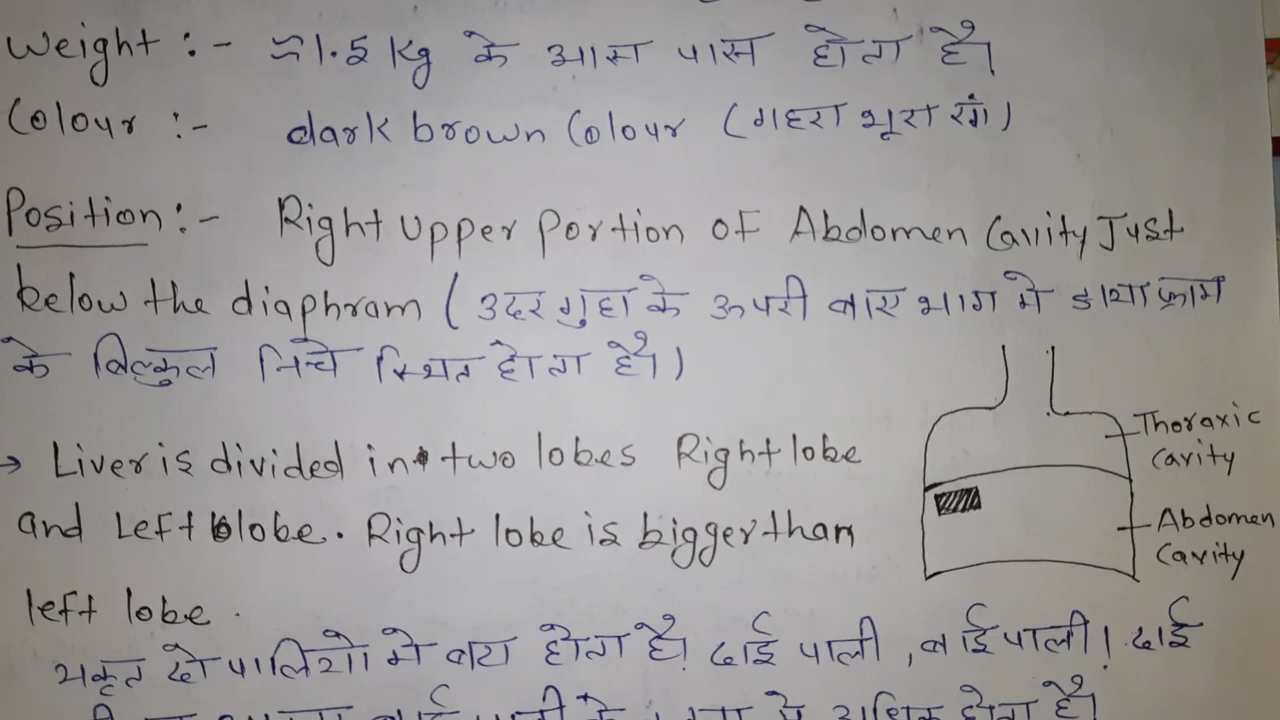 Weight :- ≈1.5 Kg के आस पास होता है।
Colour :- dark brown Colour (गहरा भूरा रंग)
Position :- Right Upper Portion of Abdomen Cavity Just
below the diaphram (उदर गुहा के ऊपरी बाए भाग मे डायाफ्राम
के बिल्कुल निचे स्थित होता है।)
→ Liver is divided in two lobes Right lobe
and Left lobe. Right lobe is bigger than
left lobe.
Thoraxic
Cavity
Abdomen
Cavity
यकृत दो पालियो मे बटा होता है। दाई पाली, बाई पाली। दाई
बाई पाली के अधिक होता है।